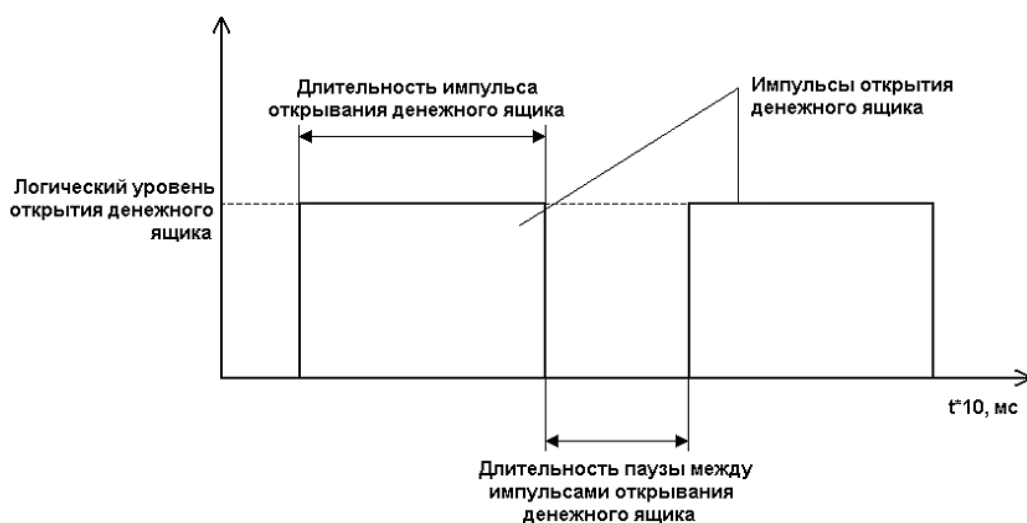 Длительность импульса
открывания денежного ящика
Импульсы открытия
денежного ящика
Логический уровень
открытия денежного
ящика
t*10, мс
Длительность паузы между
импульсами открывания
денежного ящика